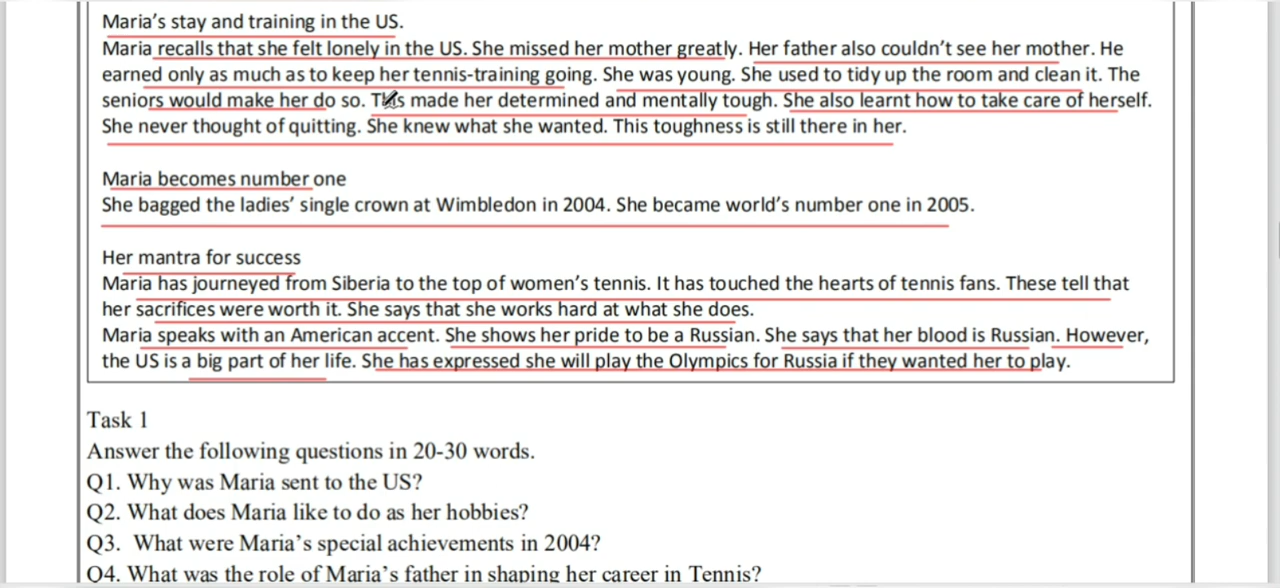 Maria's stay and training in the US.
Maria recalls that she felt lonely in the US. She missed her mother greatly. Her father also couldn't see her mother. He
earned only as much as to keep her tennis-training going. She was young. She used to tidy up the room and clean it. The
seniors would make her do so. This made her determined and mentally tough. She also learnt how to take care of herself.
She never thought of quitting. She knew what she wanted. This toughness is still there in her.
Maria becomes number one
She bagged the ladies' single crown at Wimbledon in 2004. She became world's number one in 2005.
Her mantra for success
Maria has journeyed from Siberia to the top of women's tennis. It has touched the hearts of tennis fans. These tell that
her sacrifices were worth it. She says that she works hard at what she does.
Maria speaks with an American accent. She shows her pride to be a Russian. She says that her blood is Russian. However,
the US is a big part of her life. She has expressed she will play the Olympics for Russia if they wanted her to play.
Task 1
Answer the following questions in 20-30 words.
Q1. Why was Maria sent to the US?
Q2. What does Maria like to do as her hobbies?
Q3. What were Maria's special achievements in 2004?
Q4. What was the role of Maria's father in shaping her career in Tennis?